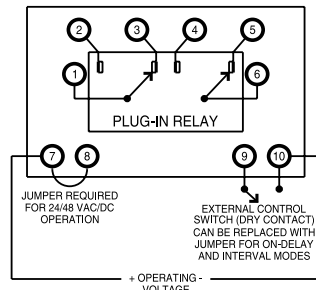 2 3 4 5
1 6
PLUG-IN RELAY
7 8 9 10
JUMPER REQUIRED
FOR 24/48 VAC/DC
OPERATION
EXTERNAL CONTROL
SWITCH (DRY CONTACT)
CAN BE REPLACED WITH
JUMPER FOR ON-DELAY
AND INTERVAL MODES
+ OPERATING -
VOLTAGE